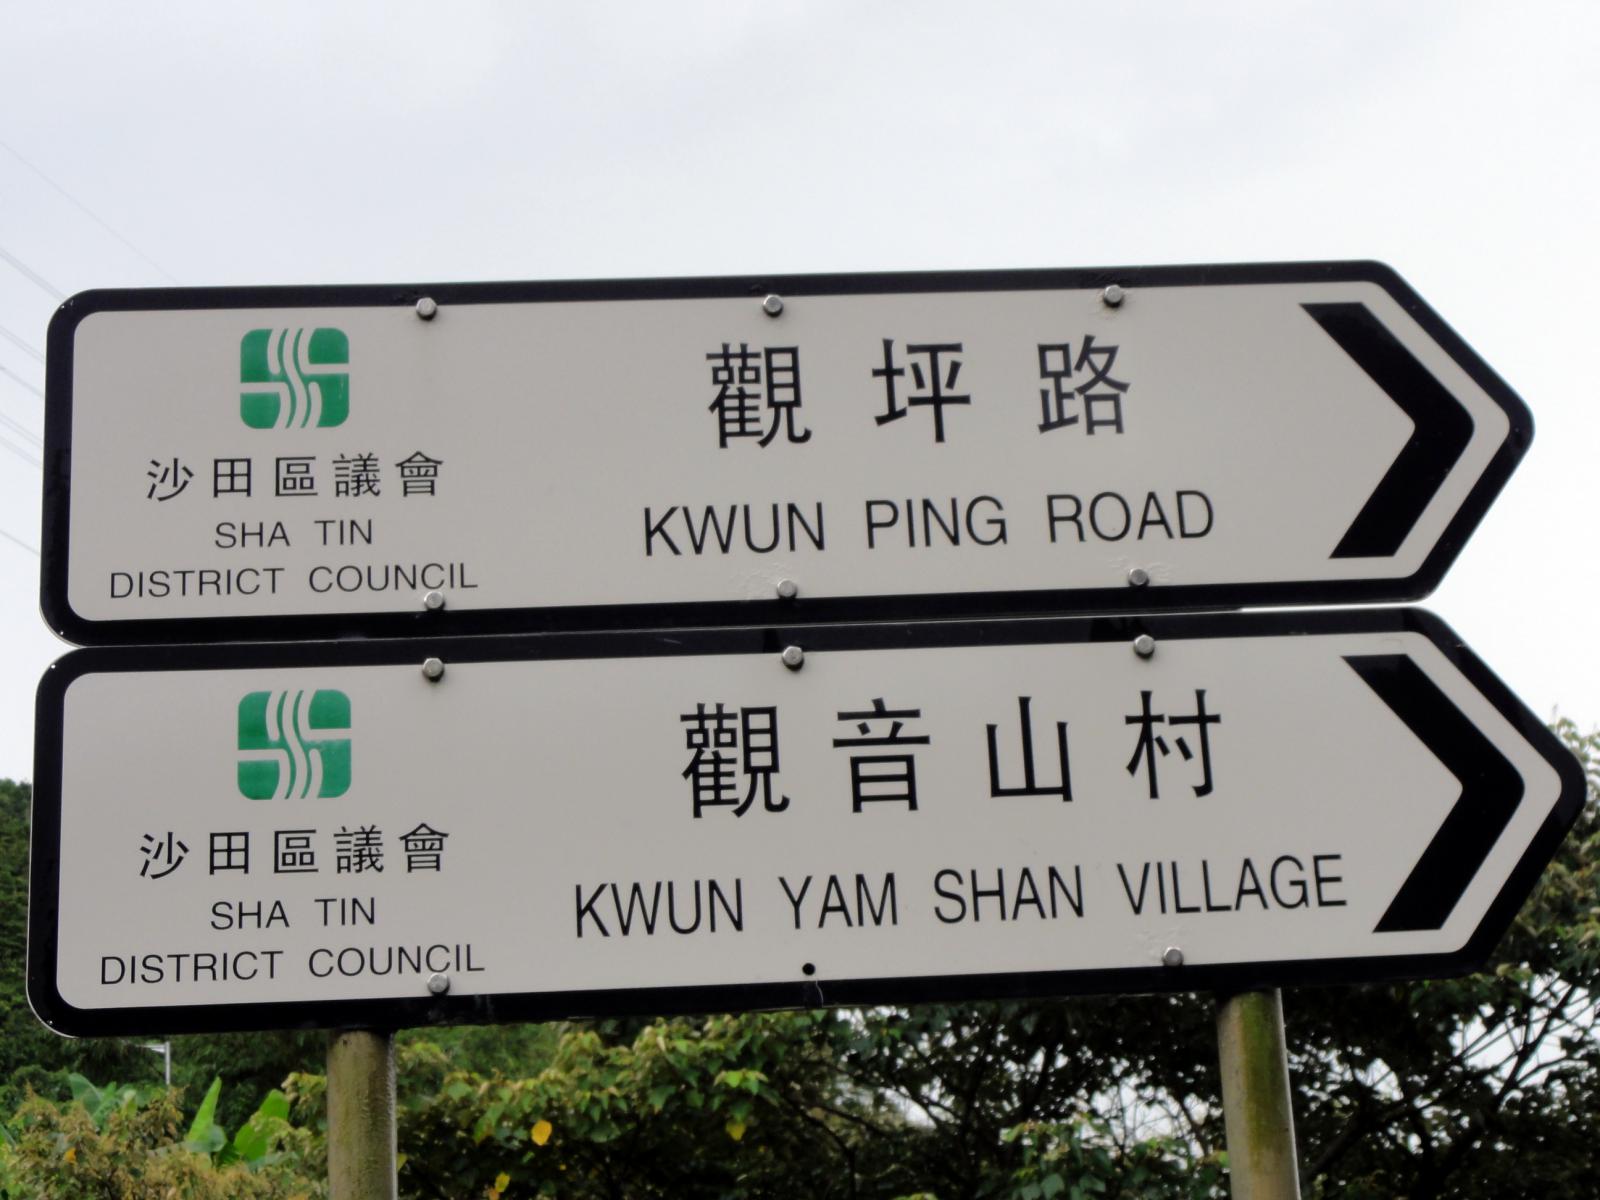 沙田區議會
SHA TIN
DISTRICT COUNCIL
觀坪路
KWUN PING ROAD
沙田區議會
SHA TIN
DISTRICT COUNCIL
觀音山村
KWUN YAM SHAN VILLAGE